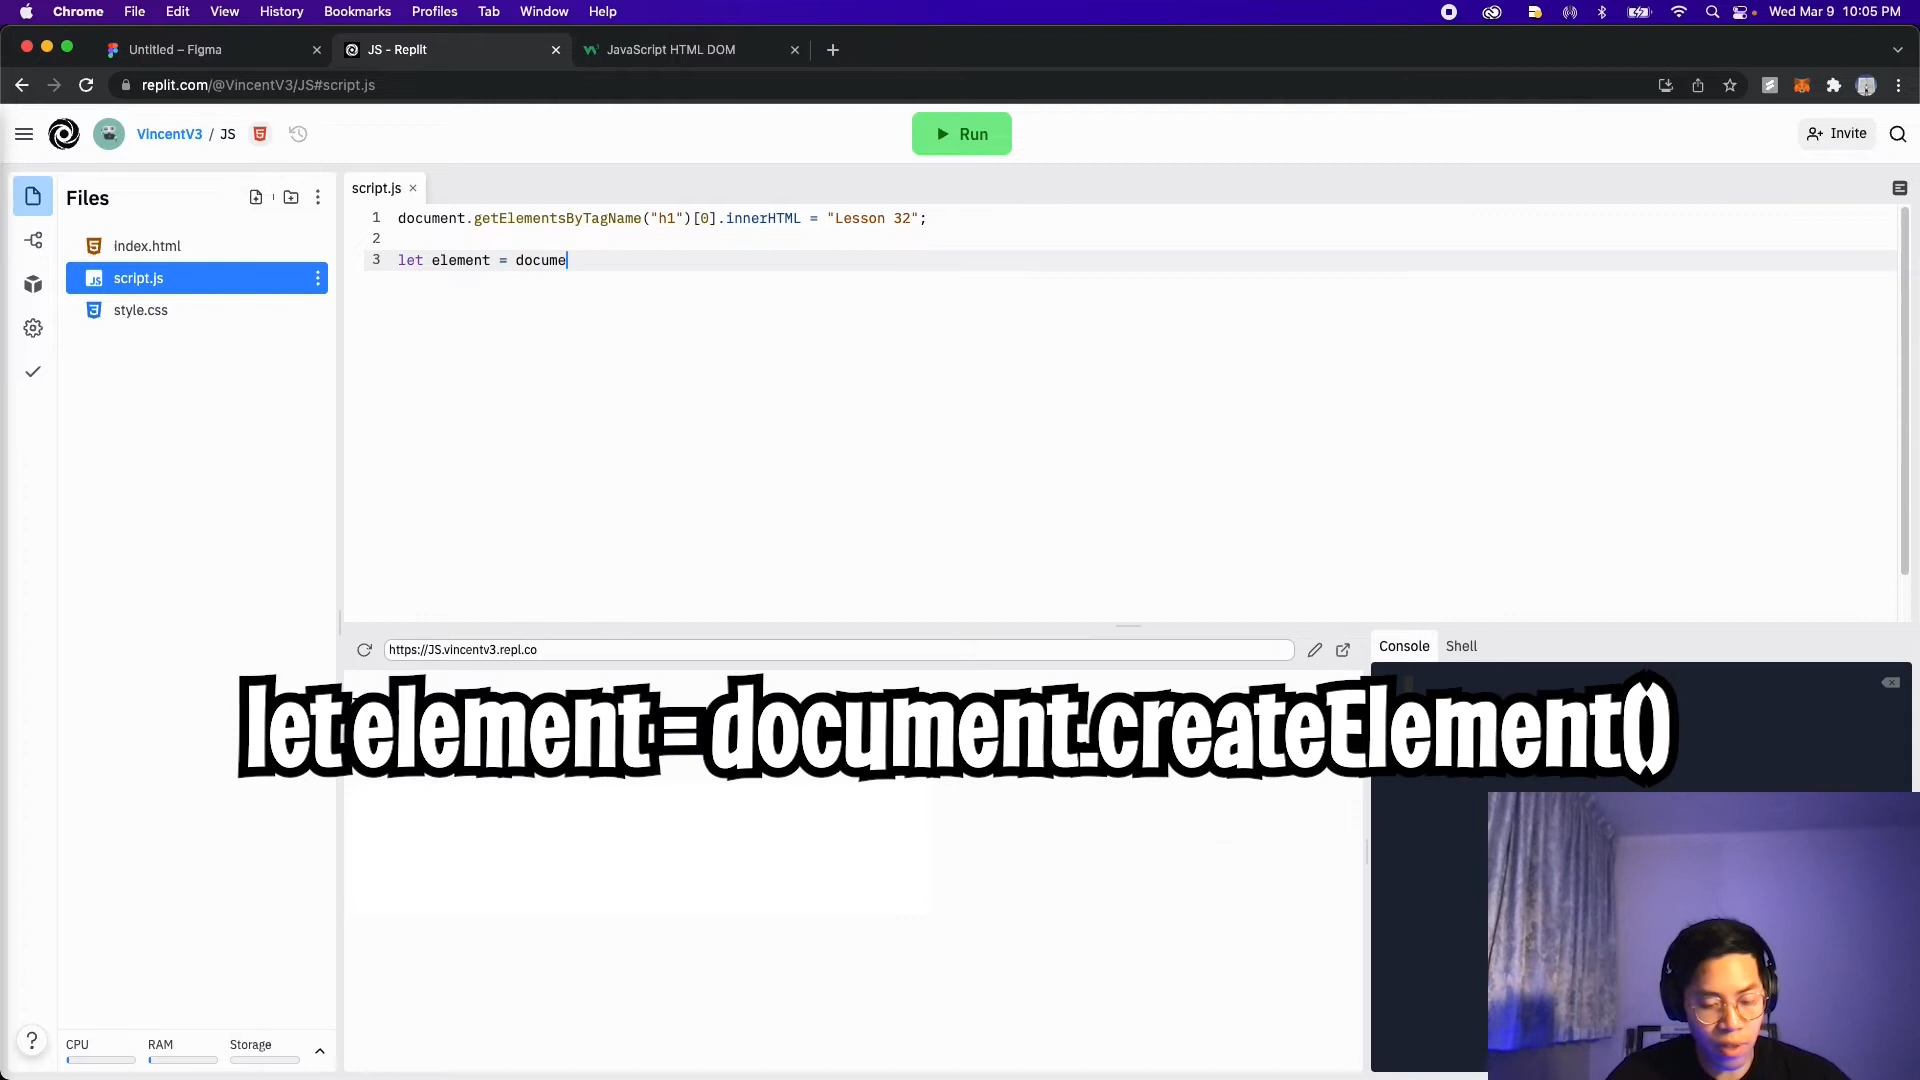 Chrome File Edit View History Bookmarks Profiles Tab Window Help Wed Mar 9 10:05 PM
Untitled – Figma JS - Replit JavaScript HTML DOM
replit.com/@VincentV3/JS#script.js
VincentV3 / JS Run Invite
Files script.js
1 document.getElementsByTagName("h1")[0].innerHTML = "Lesson 32";
2
3 let element = docume
index.html
script.js
style.css
https://JS.vincentv3.repl.co Console Shell
let element = document.createElement()
? CPU RAM Storage